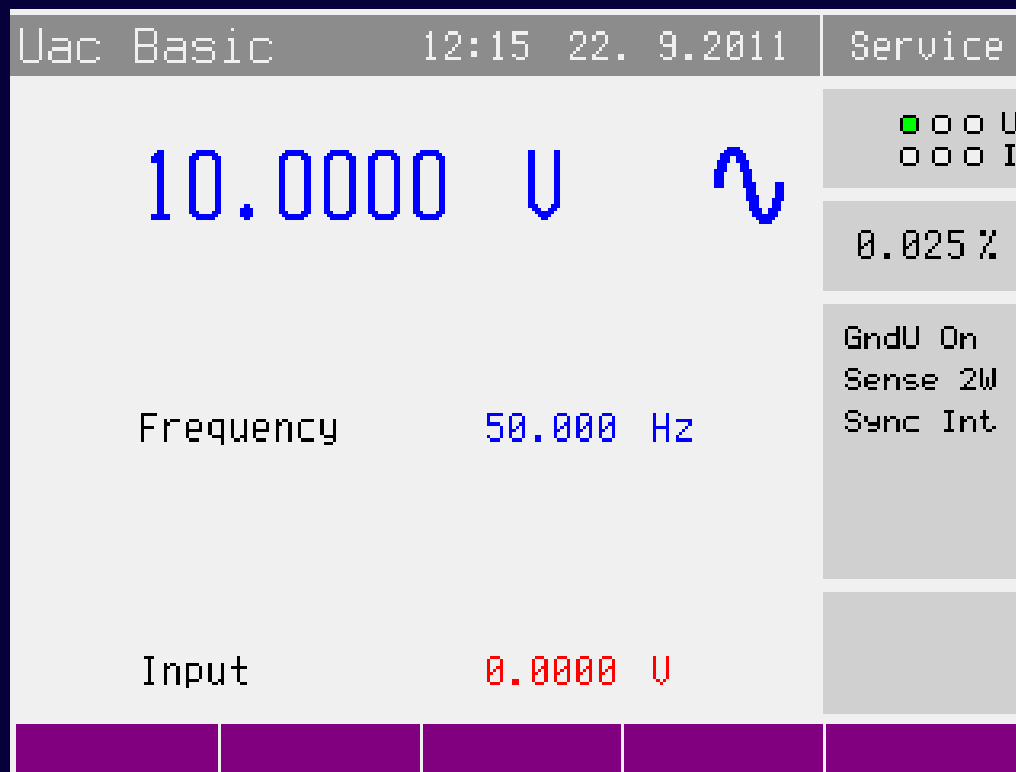 Uac Basic 12:15 22. 9.2011 Service
U
I
10.0000 V
0.025 %
GndU On
Sense 2W
Sync Int
Frequency 50.000 Hz
Input 0.0000 V